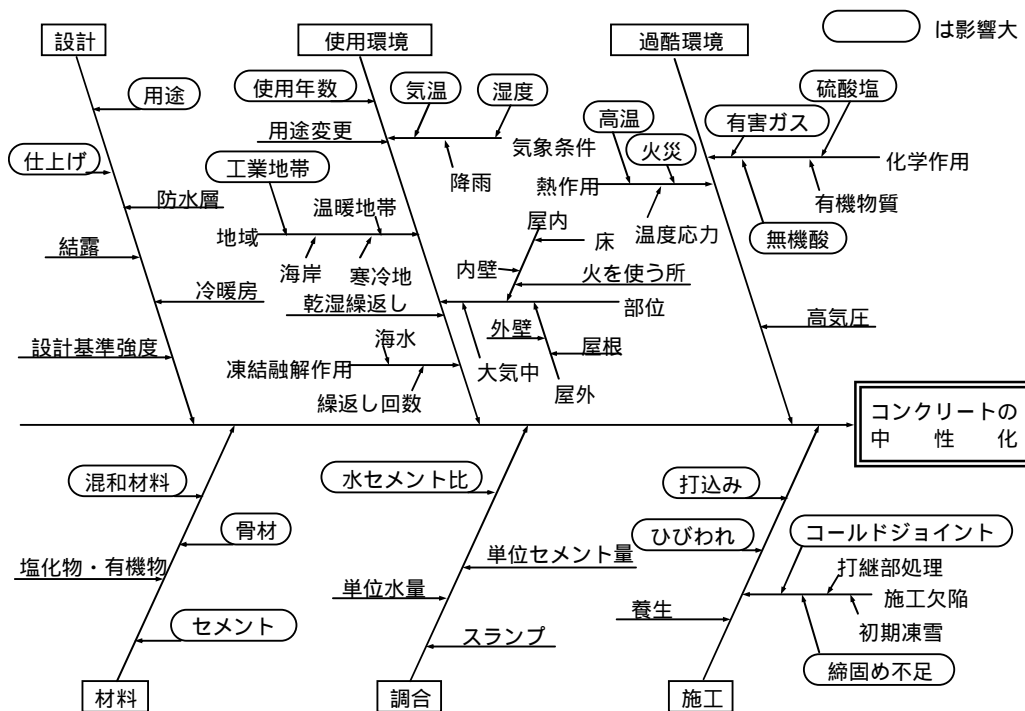 は影響大
設計
使用環境
過酷環境
用途
仕上げ
防水層
結露
冷暖房
設計基準強度
使用年数
用途変更
気温
湿度
気象条件
降雨
工業地帯
温暖地帯
地域
海岸
寒冷地
乾湿繰返し
海水
凍結融解作用
繰返し回数
屋内
床
内壁
火を使う所
部位
外壁
屋根
大気中
屋外
高温
火災
熱作用
温度応力
硫酸塩
有害ガス
化学作用
有機物質
無機酸
高気圧
コンクリートの
中性化
混和材料
骨材
塩化物・有機物
セメント
材料
水セメント比
単位セメント量
単位水量
スランプ
調合
打込み
ひびわれ
コールドジョイント
打継部処理
施工欠陥
初期凍雪
養生
締固め不足
施工